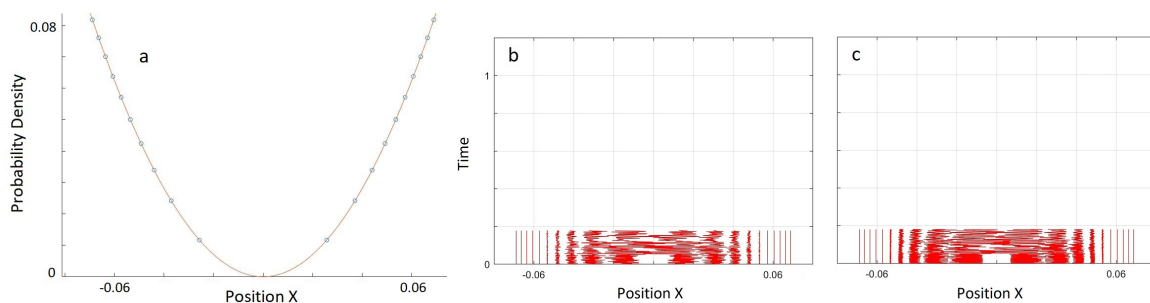 0.08
a
Probability Density
0
-0.06
Position X
0.06
b
1
Time
0
-0.06
0.06
Position X
c
-0.06
0.06
Position X